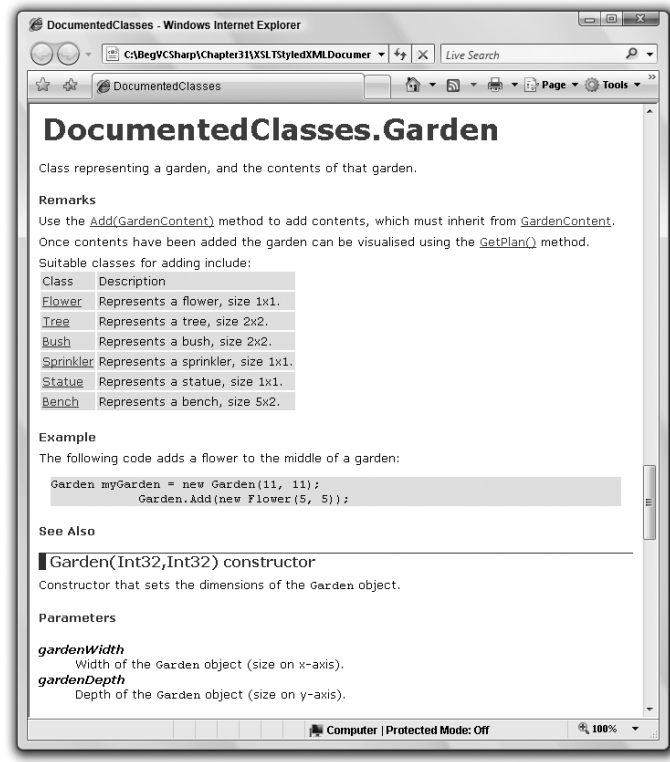 DocumentedClasses - Windows Internet Explorer
C:\BegVCSharp\Chapter31\XSLTStyledXMLDocumer
Live Search
DocumentedClasses
Page
Tools
DocumentedClasses.Garden
Class representing a garden, and the contents of that garden.
Remarks
Use the Add(GardenContent) method to add contents, which must inherit from GardenContent.
Once contents have been added the garden can be visualised using the GetPlan() method.
Suitable classes for adding include:
Class Description
Flower Represents a flower, size 1x1.
Tree Represents a tree, size 2x2.
Bush Represents a bush, size 2x2.
Sprinkler Represents a sprinkler, size 1x1.
Statue Represents a statue, size 1x1.
Bench Represents a bench, size 5x2.
Example
The following code adds a flower to the middle of a garden:
Garden myGarden = new Garden(11, 11);
Garden.Add(new Flower(5, 5));
See Also
Garden(Int32,Int32) constructor
Constructor that sets the dimensions of the Garden object.
Parameters
gardenWidth
Width of the Garden object (size on x-axis).
gardenDepth
Depth of the Garden object (size on y-axis).
Computer | Protected Mode: Off
100%